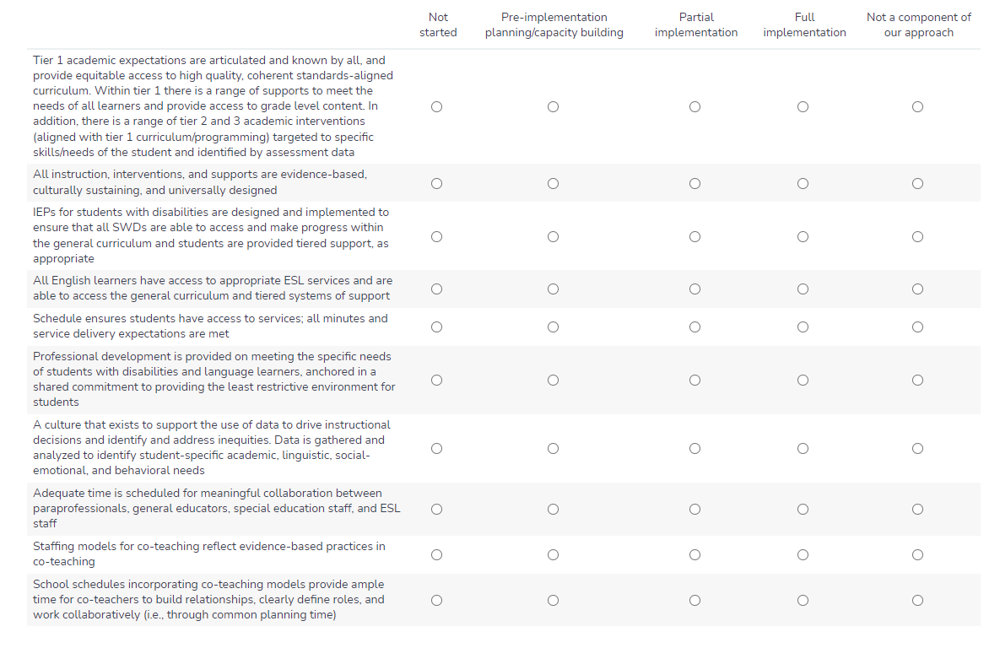 Not started
Pre-implementation planning/capacity building
Partial implementation
Full implementation
Not a component of our approach
Tier 1 academic expectations are articulated and known by all, and
provide equitable access to high quality, coherent standards-aligned
curriculum. Within tier 1 there is a range of supports to meet the
needs of all learners and provide access to grade level content. In
addition, there is a range of tier 2 and 3 academic interventions
(aligned with tier 1 curriculum/programming) targeted to specific
skills/needs of the student and identified by assessment data
All instruction, interventions, and supports are evidence-based,
culturally sustaining, and universally designed
IEPs for students with disabilities are designed and implemented to
ensure that all SWDs are able to access and make progress within
the general curriculum and students are provided tiered support, as
appropriate
All English learners have access to appropriate ESL services and are
able to access the general curriculum and tiered systems of support
Schedule ensures students have access to services; all minutes and
service delivery expectations are met
Professional development is provided on meeting the specific needs
of students with disabilities and language learners, anchored in a
shared commitment to providing the least restrictive environment for
students
A culture that exists to support the use of data to drive instructional
decisions and identify and address inequities. Data is gathered and
analyzed to identify student-specific academic, linguistic, social-
emotional, and behavioral needs
Adequate time is scheduled for meaningful collaboration between
paraprofessionals, general educators, special education staff, and ESL
staff
Staffing models for co-teaching reflect evidence-based practices in
co-teaching
School schedules incorporating co-teaching models provide ample
time for co-teachers to build relationships, clearly define roles, and
work collaboratively (i.e., through common planning time)